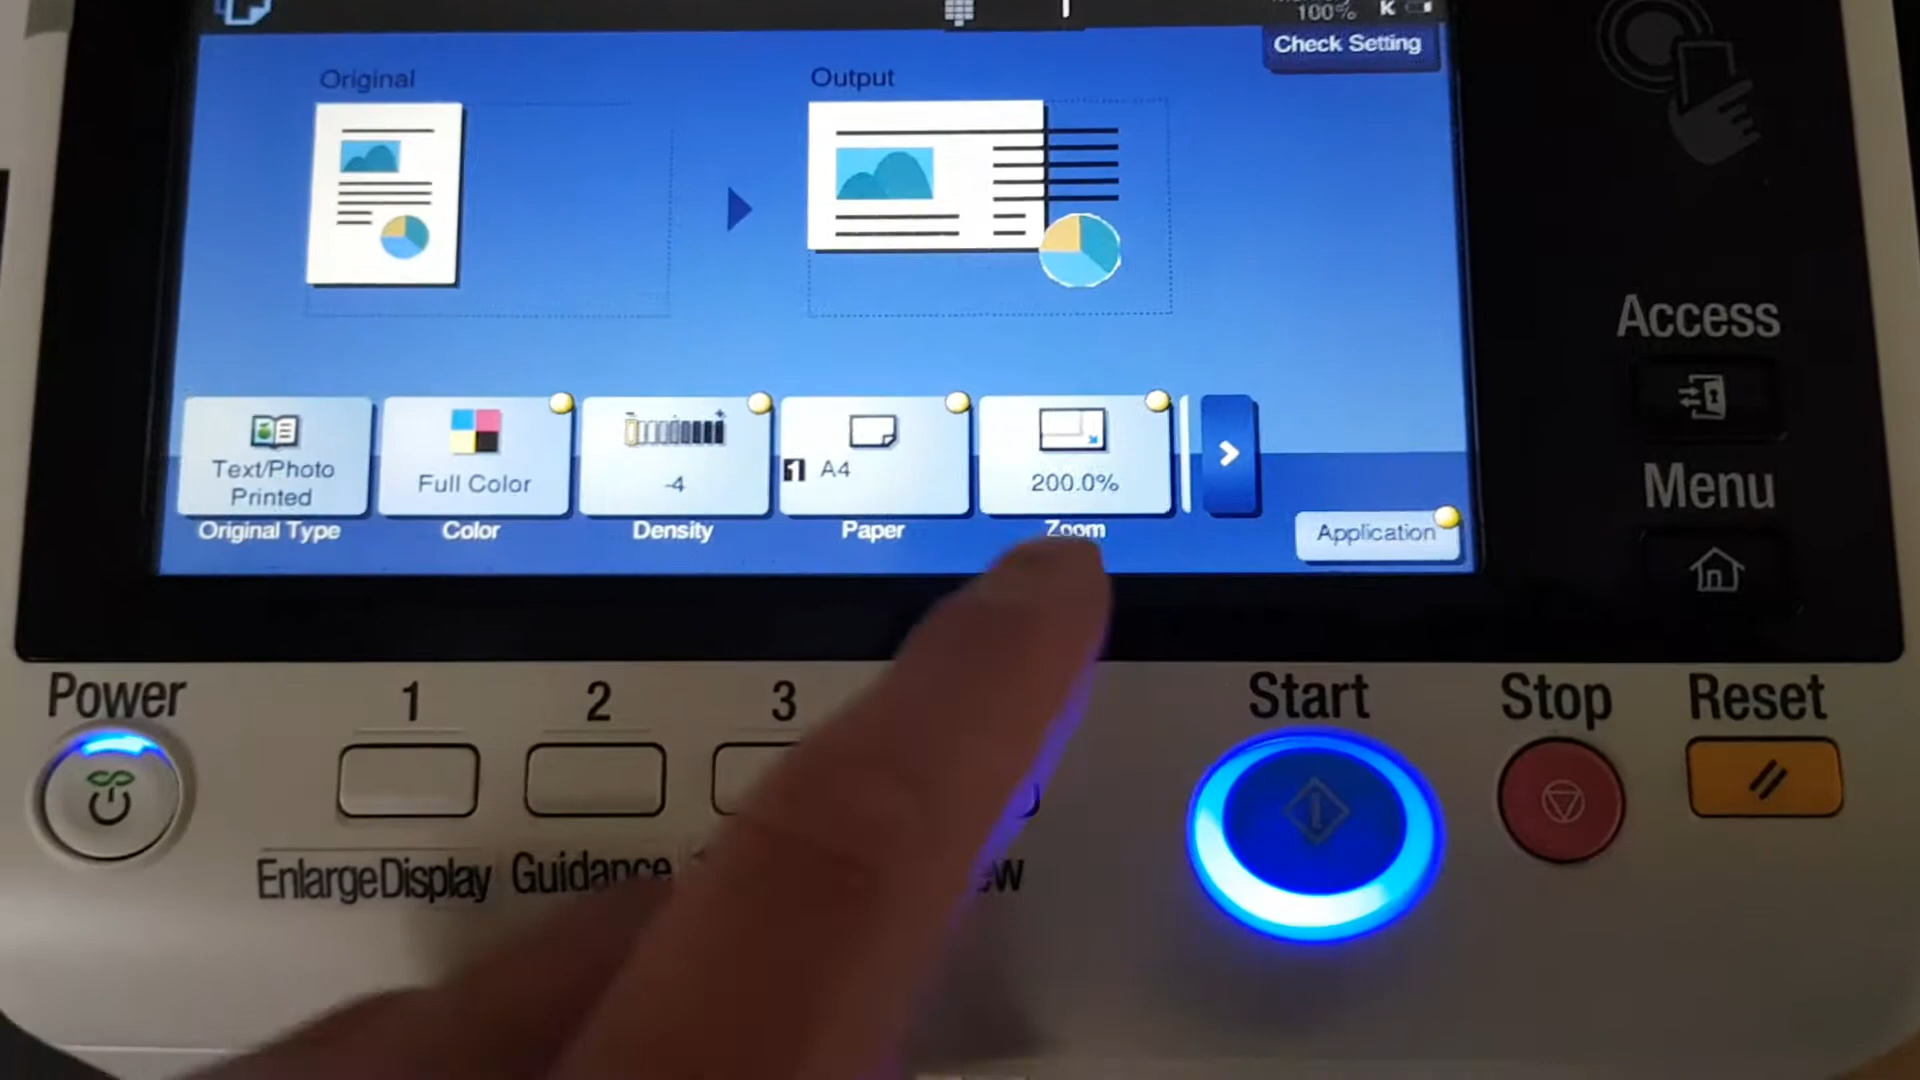 100% K
Check Setting
Original
Output
Text/Photo
Printed
Full Color
-4
1 A4
200.0%
Original Type
Color
Density
Paper
Zoom
Application
Access
Menu
Power
1
2
3
Start
Stop
Reset
EnlargeDisplay
Guidance